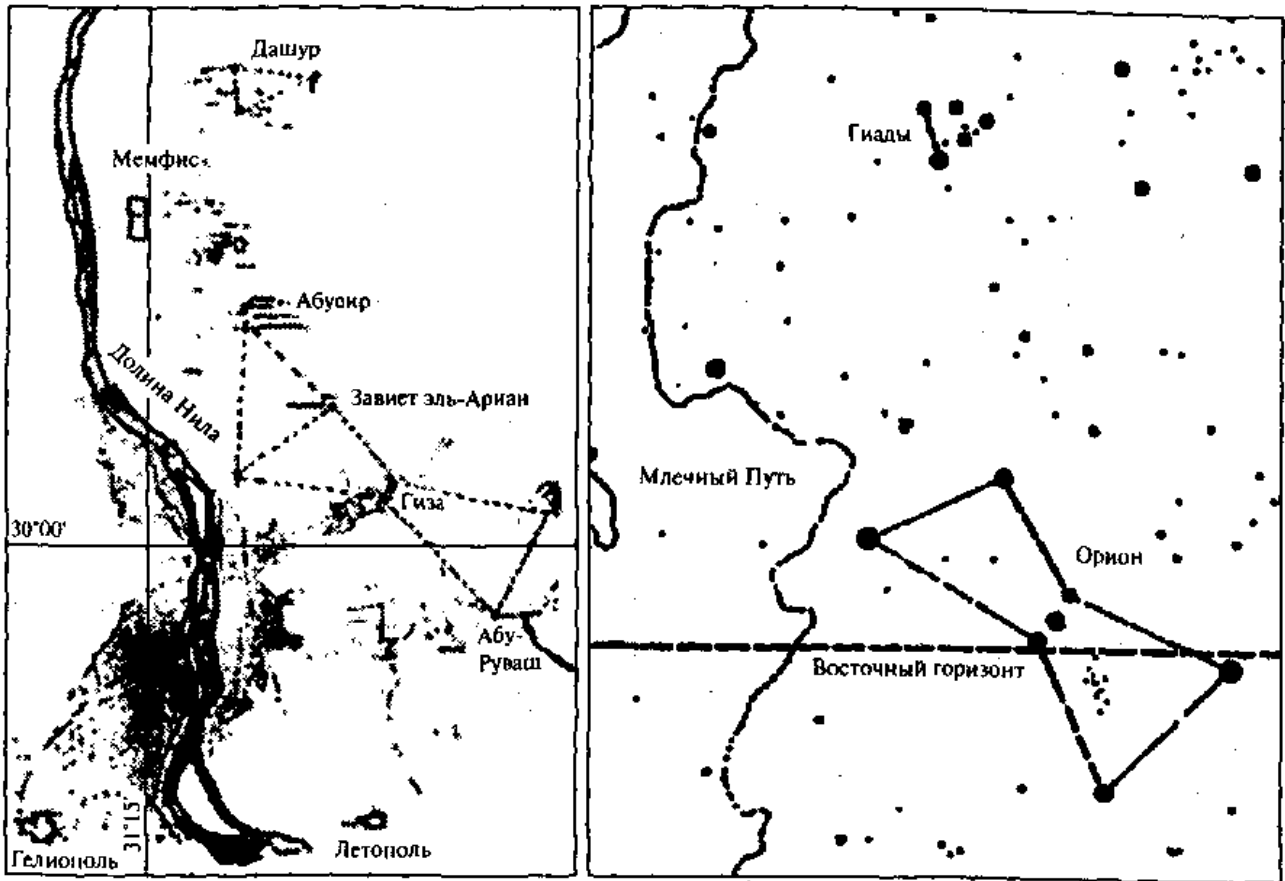 Дашур
Мемфис
Абусир
Долина Нила
Завиет эль-Ариан
Гиза
30°00'
Абу-
Руваш
31°15'
Гелиополь
Летополь
Гиады
Млечный Путь
Орион
Восточный горизонт